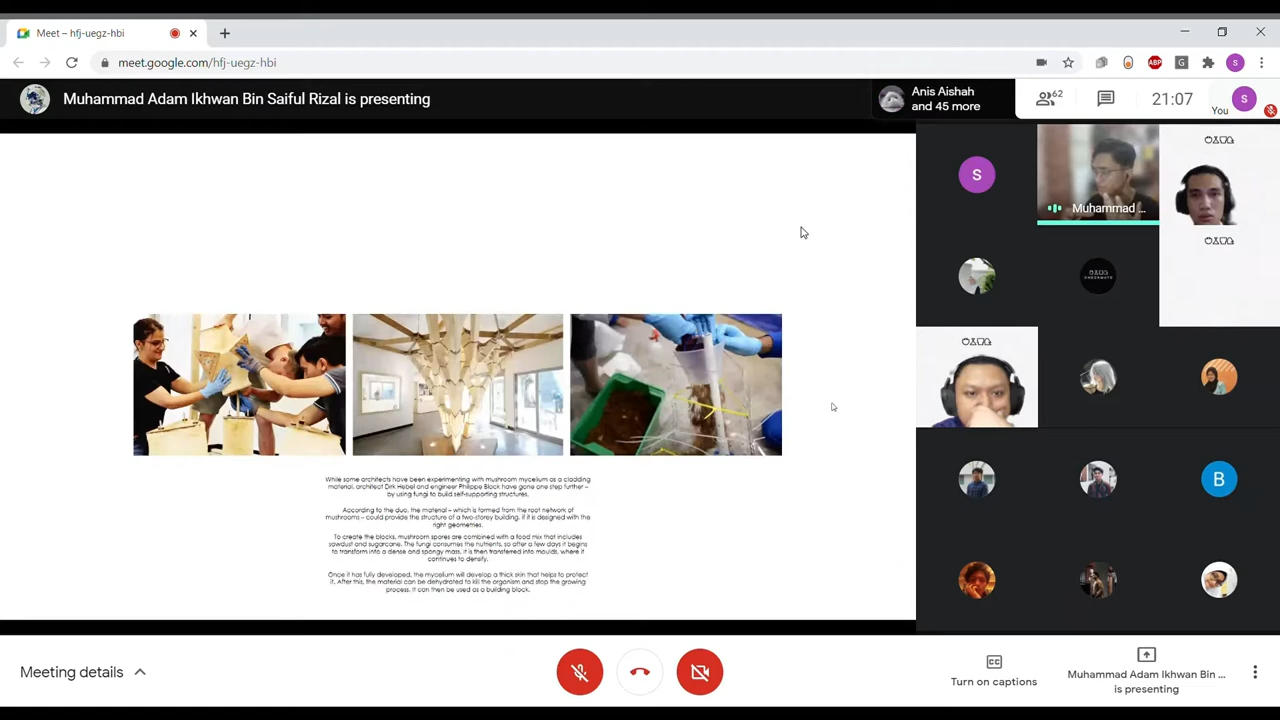 Meet – hfj-uegz-hbi
meet.google.com/hfj-uegz-hbi
ABP
G
S
Muhammad Adam Ikhwan Bin Saiful Rizal is presenting
Anis Aishah
and 45 more
62
21:07
You
S
S
Muhammad ...
B
While some architects have been experimenting with mushroom mycelium as a cladding
material, architect Dirk Hebel and engineer Philippe Block have gone one step further –
by using fungi to build self-supporting structures.
According to the duo, the material – which is formed from the root network of
mushrooms – could provide the structure of a two-storey building, if it is designed with the
right geometries.
To create the blocks, mushroom spores are combined with a food mix that includes
sawdust and sugarcane. The fungi consumes the nutrients, so after a few days it begins
to transform into a dense and spongy mass. It is then transferred into moulds, where it
continues to densify.
Once it has fully developed, the mycelium will develop a thick skin that helps to protect
it. After this, the material can be dehydrated to kill the organism and stop the growing
process. It can then be used as a building block.
Meeting details
Turn on captions
Muhammad Adam Ikhwan Bin ...
is presenting